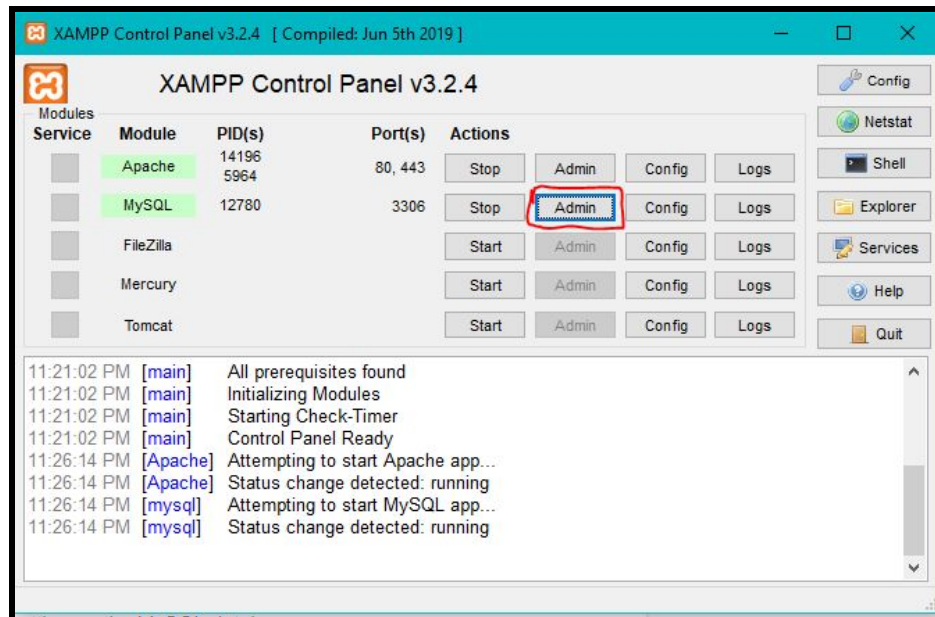 XAMPP Control Panel v3.2.4 [ Compiled: Jun 5th 2019 ]
XAMPP Control Panel v3.2.4
Config
Modules
Netstat
Service Module PID(s) Port(s) Actions
Apache 14196 5964 80, 443 Stop Admin Config Logs
Shell
MySQL 12780 3306 Stop Admin Config Logs
Explorer
FileZilla Start Admin Config Logs
Services
Mercury Start Admin Config Logs
Help
Tomcat Start Admin Config Logs
Quit
11:21:02 PM [main] All prerequisites found
11:21:02 PM [main] Initializing Modules
11:21:02 PM [main] Starting Check-Timer
11:21:02 PM [main] Control Panel Ready
11:26:14 PM [Apache] Attempting to start Apache app...
11:26:14 PM [Apache] Status change detected: running
11:26:14 PM [mysql] Attempting to start MySQL app...
11:26:14 PM [mysql] Status change detected: running